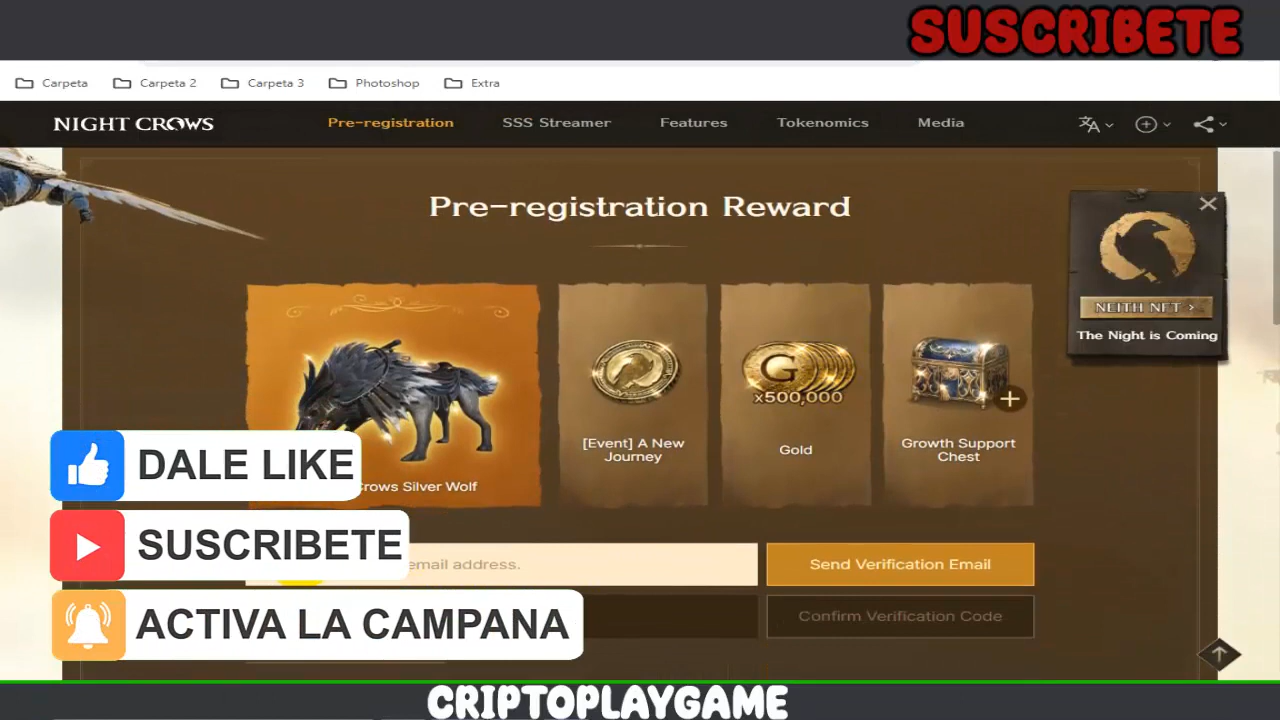 SUSCRIBETE
Carpeta Carpeta 2 Carpeta 3 Photoshop Extra
NIGHT CROWS Pre-registration SSS Streamer Features Tokenomics Media
Pre-registration Reward
NEITH NFT >
The Night is Coming
G
x500,000
[Event] A New
Journey
Gold
Growth Support
Chest
Crows Silver Wolf
DALE LIKE
SUSCRIBETE
email address.
Send Verification Email
ACTIVA LA CAMPANA
Confirm Verification Code
CRIPTOPLAYGAME